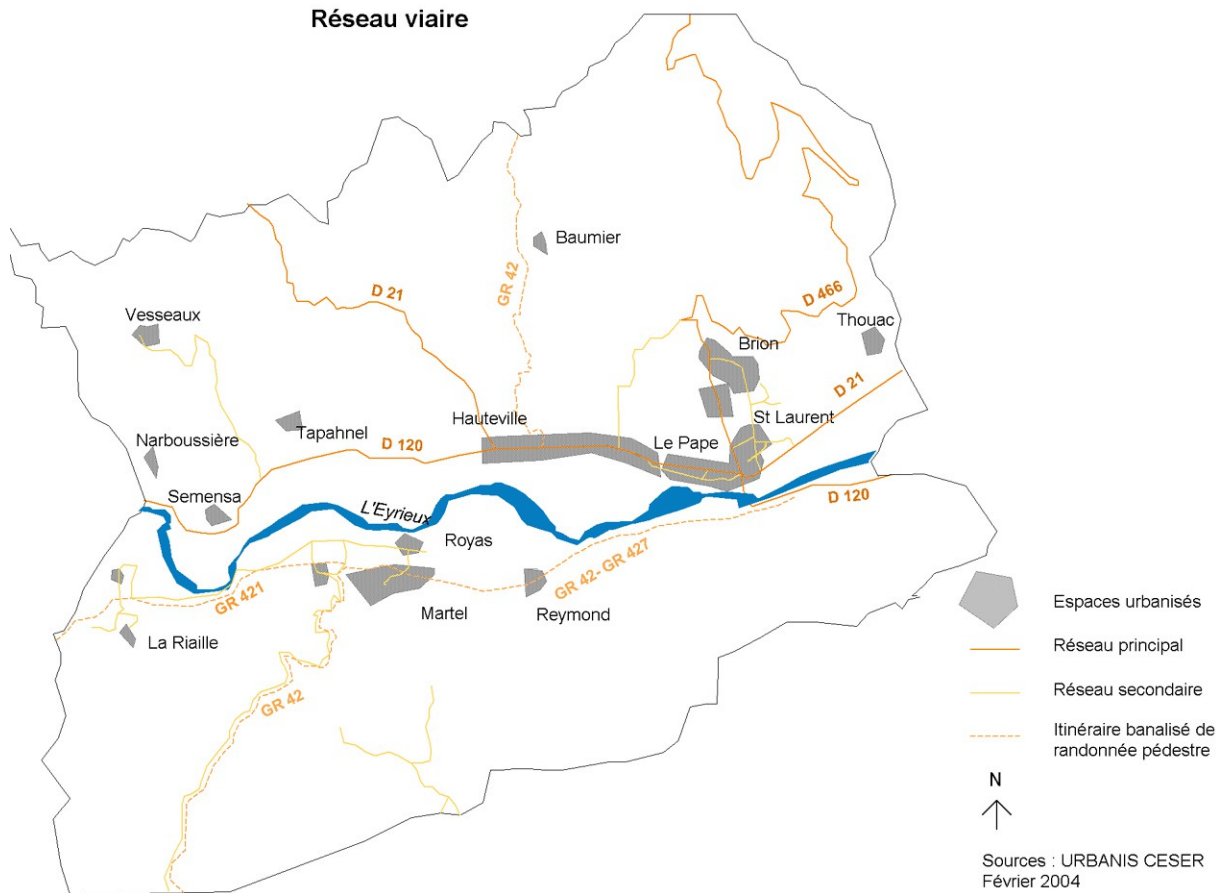 Réseau viaire
Baumier
GR 42
D 21
D 466
Vesseaux
Thouac
Brion
D 21
Hauteville
St Laurent
Tapahnel
D 120
Le Pape
Narboussière
Semensa
D 120
L'Eyrieux
Royas
GR 42- GR 427
GR 421
Martel
Reymond
La Riaille
GR 42
Espaces urbanisés
Réseau principal
Réseau secondaire
Itinéraire banalisé de
randonnée pédestre
N
Sources : URBANIS CESER
Février 2004